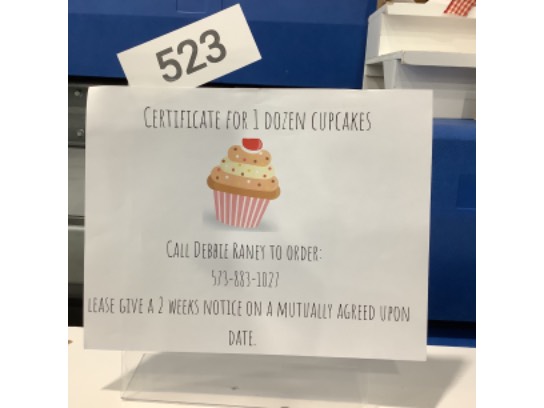 523
CERTIFICATE FOR 1 DOZEN CUPCAKES
CALL DEBBIE RANEY TO ORDER:
573-883-1027
LEASE GIVE A 2 WEEKS NOTICE ON A MUTUALLY AGREED UPON
DATE.